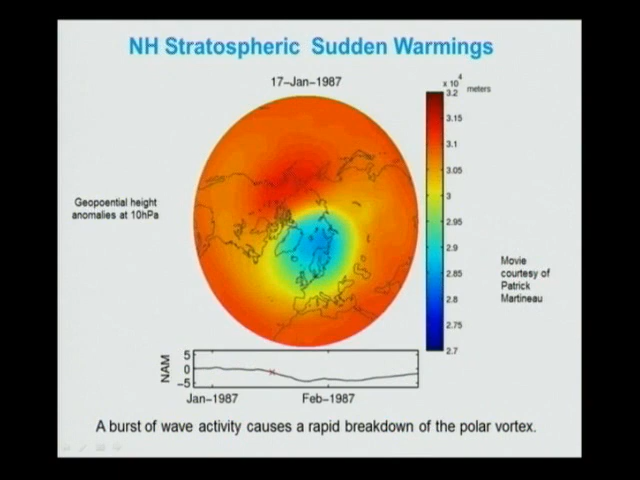 NH Stratospheric Sudden Warmings
17-Jan-1987
x 10^4
meters
3.2
3.15
3.1
3.05
3
2.95
2.9
2.85
2.8
2.75
2.7
Geopoential height
anomalies at 10hPa
Movie
courtesy of
Patrick
Martineau
NAM
5
0
-5
Jan-1987
Feb-1987
A burst of wave activity causes a rapid breakdown of the polar vortex.